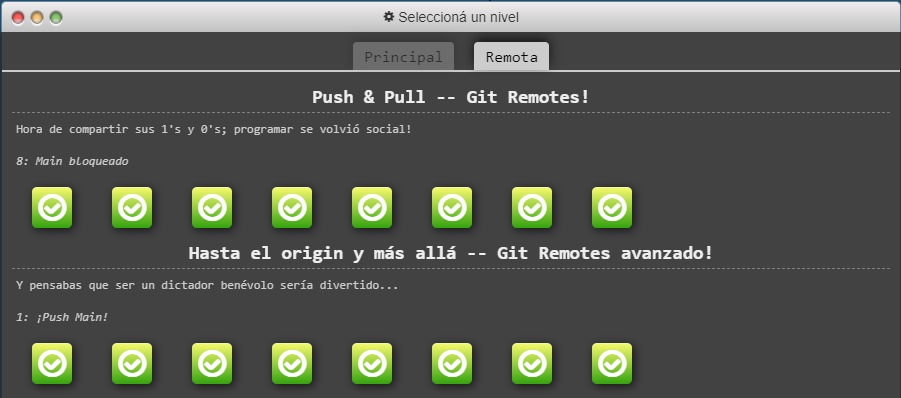 Seleccioná un nivel
Principal Remota
Push & Pull -- Git Remotes!
Hora de compartir sus 1's y 0's; programar se volvió social!
8: Main bloqueado
Hasta el origin y más allá -- Git Remotes avanzado!
Y pensabas que ser un dictador benévolo sería divertido...
1: ¡Push Main!